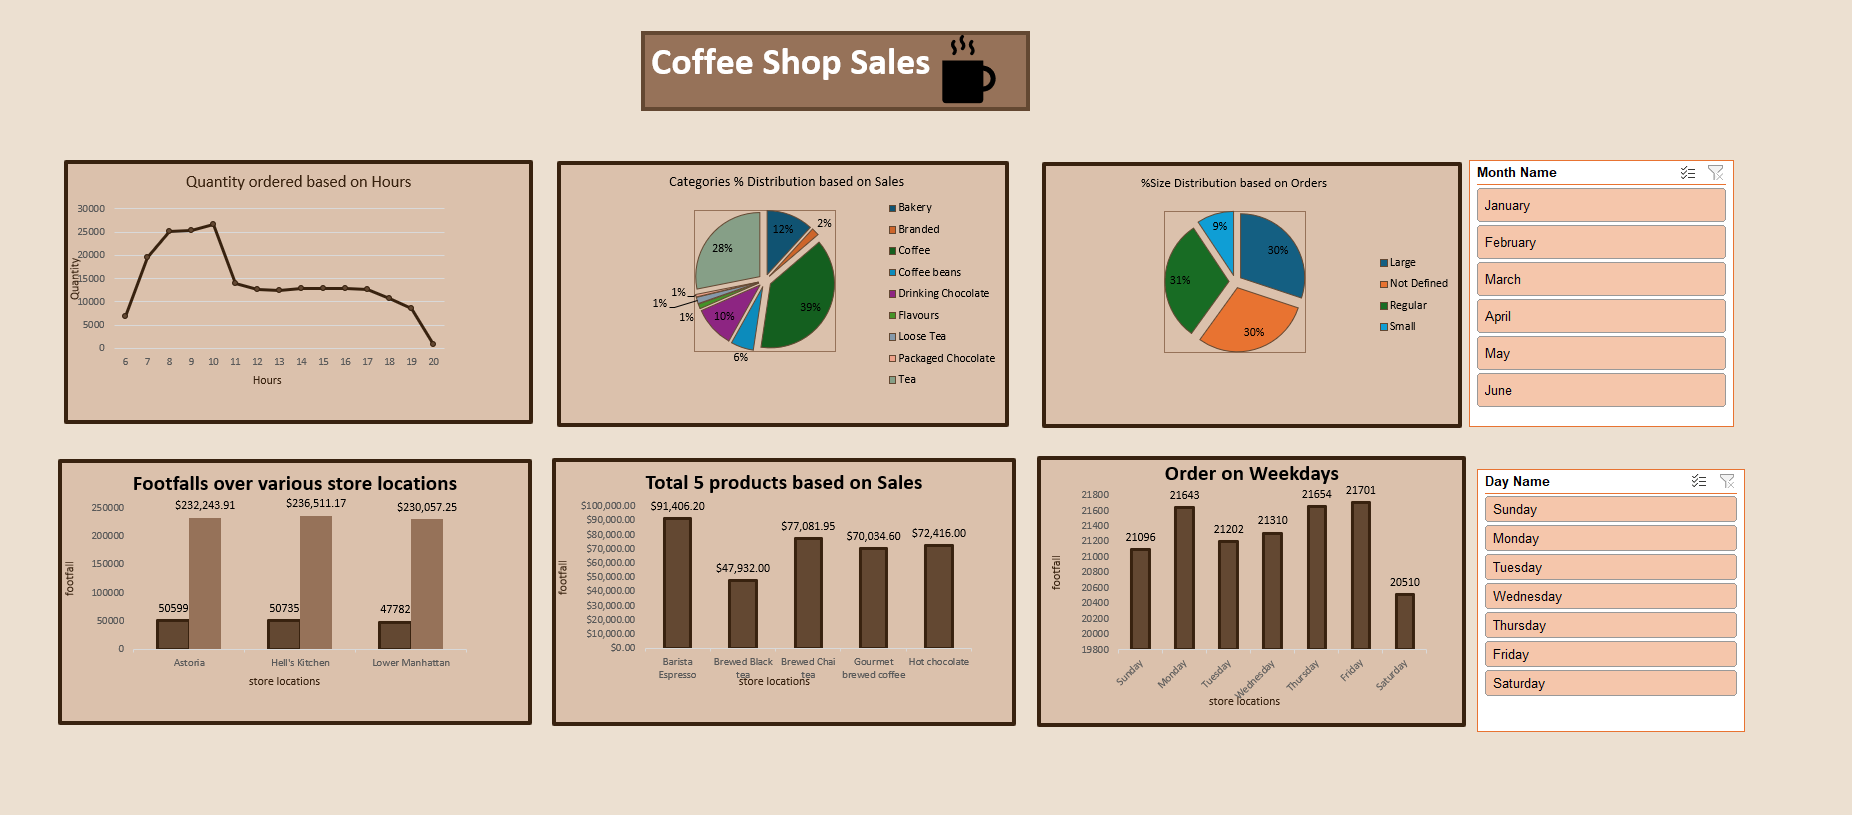 Coffee Shop Sales
Quantity ordered based on Hours
Quantity
30000
25000
20000
15000
10000
5000
0
6 7 8 9 10 11 12 13 14 15 16 17 18 19 20
Hours
Categories % Distribution based on Sales
12%
2%
39%
6%
10%
1%
1%
1%
28%
Bakery
Branded
Coffee
Coffee beans
Drinking Chocolate
Flavours
Loose Tea
Packaged Chocolate
Tea
%Size Distribution based on Orders
30%
30%
31%
9%
Large
Not Defined
Regular
Small
Month Name
January
February
March
April
May
June
Footfalls over various store locations
footfall
250000
200000
150000
100000
50000
0
$232,243.91 $236,511.17 $230,057.25
50599 50735 47782
Astoria Hell's Kitchen Lower Manhattan
store locations
Total 5 products based on Sales
footfall
$100,000.00
$90,000.00
$80,000.00
$70,000.00
$60,000.00
$50,000.00
$40,000.00
$30,000.00
$20,000.00
$10,000.00
$0.00
$91,406.20
$47,932.00
$77,081.95
$70,034.60
$72,416.00
Barista Espresso
Brewed Black tea
Brewed Chai tea
Gourmet brewed coffee
Hot chocolate
store locations
Order on Weekdays
footfall
21800
21600
21400
21200
21000
20800
20600
20400
20200
20000
19800
21096
21643
21202
21310
21654
21701
20510
Sunday
Monday
Tuesday
Wednesday
Thursday
Friday
Saturday
store locations
Day Name
Sunday
Monday
Tuesday
Wednesday
Thursday
Friday
Saturday